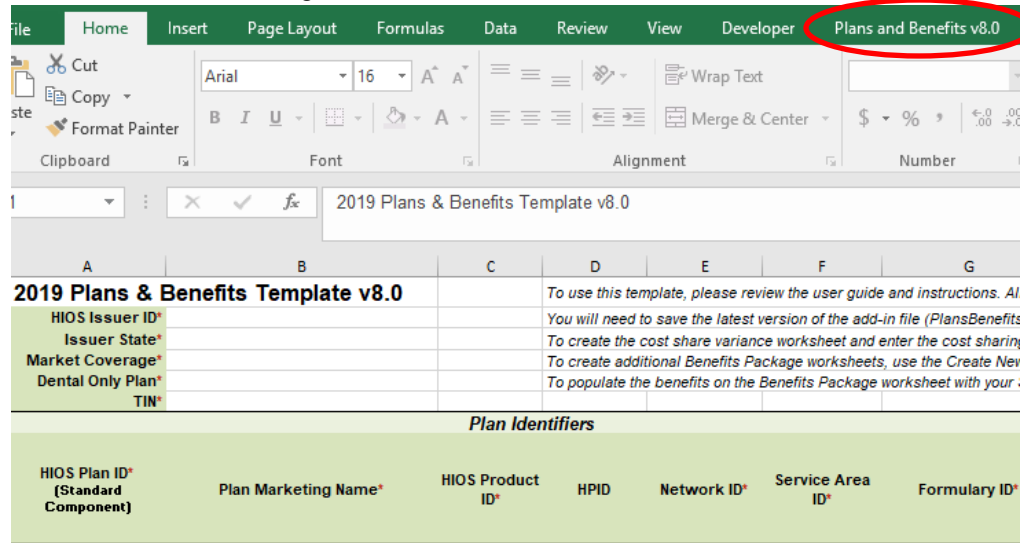 File Home Insert Page Layout Formulas Data Review View Developer Plans and Benefits v8.0
Cut
Copy
Format Painter
Arial 16 A A
B I U A
Wrap Text
Merge & Center
$ % , .00
Clipboard Font Alignment Number
fx 2019 Plans & Benefits Template v8.0
A B C D E F G
2019 Plans & Benefits Template v8.0 To use this template, please review the user guide and instructions. Al
HIOS Issuer ID* You will need to save the latest version of the add-in file (PlansBenefits
Issuer State* To create the cost share variance worksheet and enter the cost sharing
Market Coverage* To create additional Benefits Package worksheets, use the Create New
Dental Only Plan* To populate the benefits on the Benefits Package worksheet with your
TIN*
Plan Identifiers
HIOS Plan ID*
(Standard
Component)
Plan Marketing Name*
HIOS Product
ID*
HPID
Network ID*
Service Area
ID*
Formulary ID*